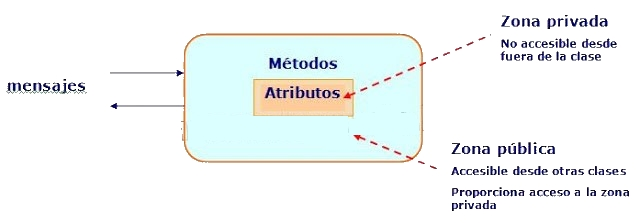 Zona privada
No accesible desde
fuera de la clase
Métodos
Atributos
mensajes
Zona pública
Accesible desde otras clases
Proporciona acceso a la zona
privada